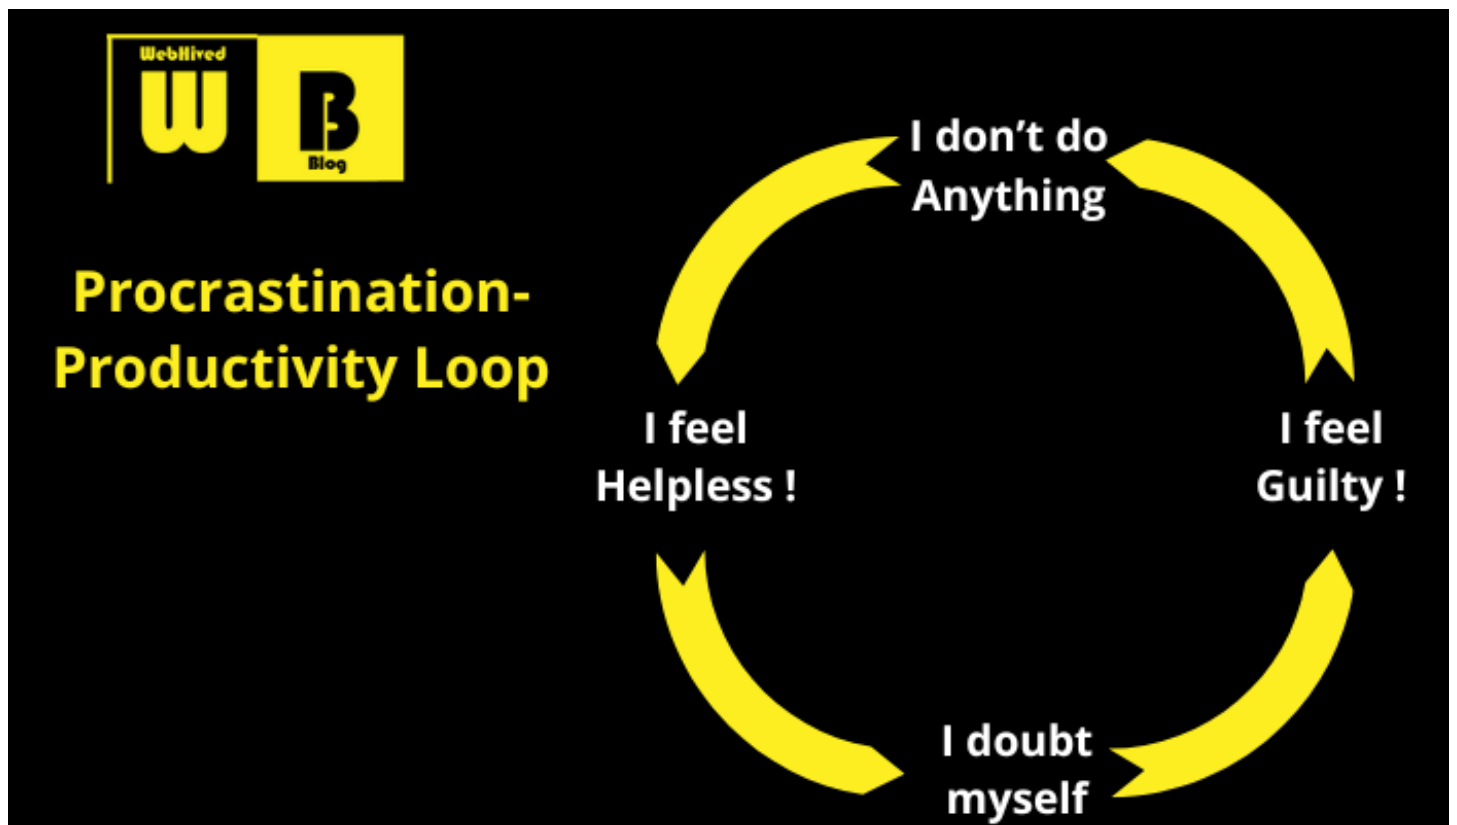 WebHived
W B
Blog
Procrastination-
Productivity Loop
I don’t do
Anything
I feel
Helpless !
I feel
Guilty !
I doubt
myself